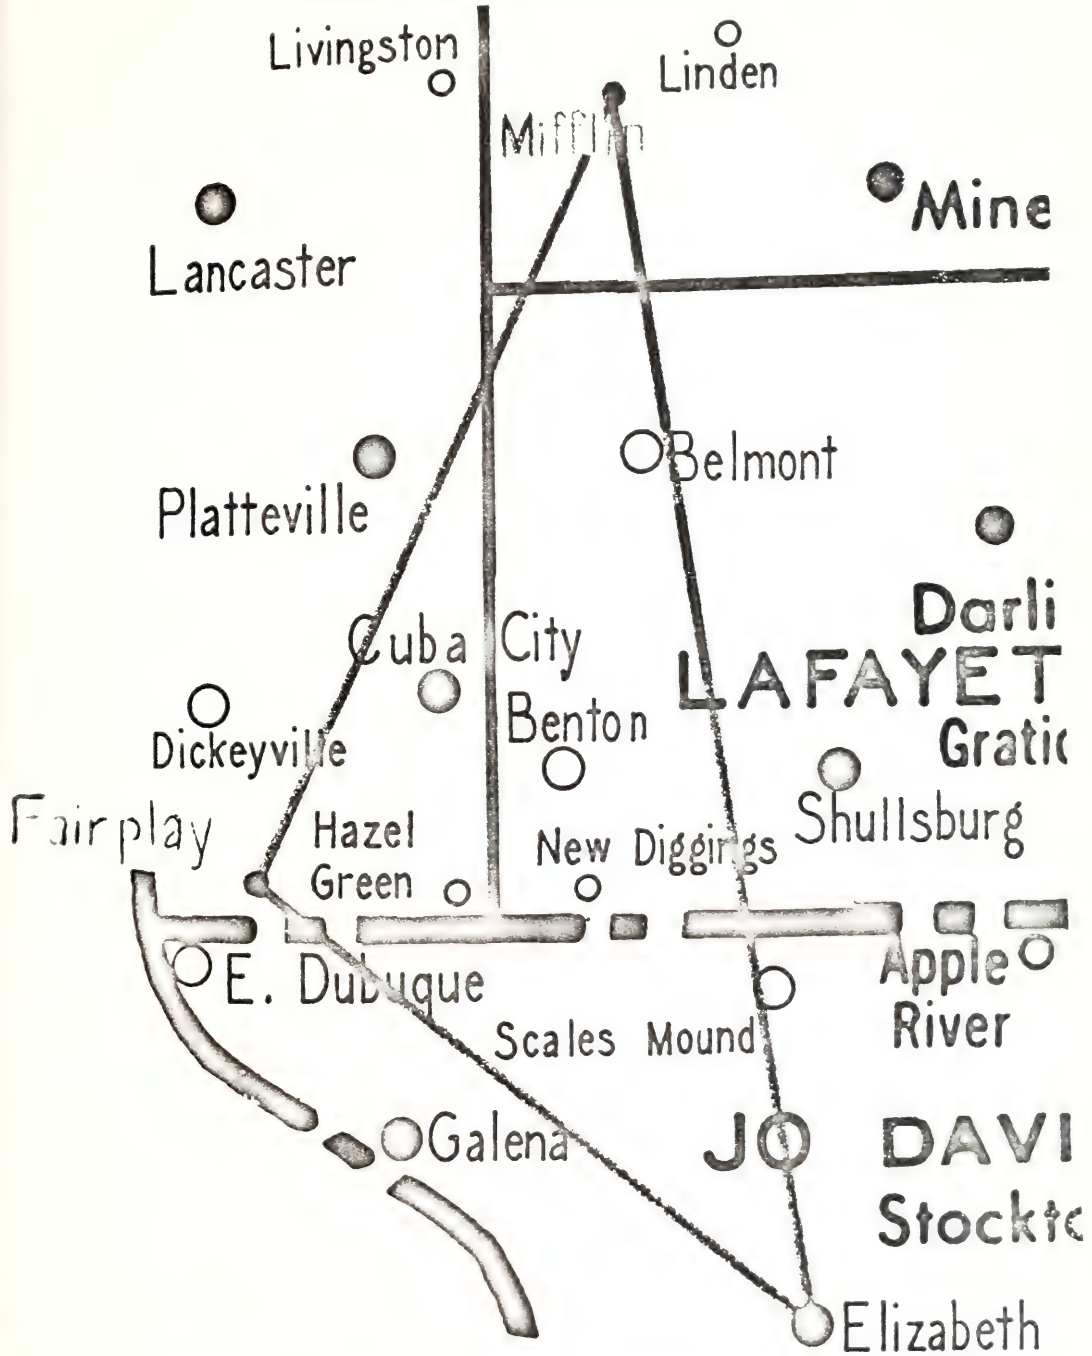 Livingston
Linden
Mifflin
Mine
Lancaster
Belmont
Platteville
Darli
Cuba City
LAFAYET
Benton
Gratic
Dickeyville
Shullsburg
Fairplay
Hazel
Green
New Diggings
E. Dubuque
Apple
River
Scales Mound
Galena
JO DAVI
Stockto
Elizabeth